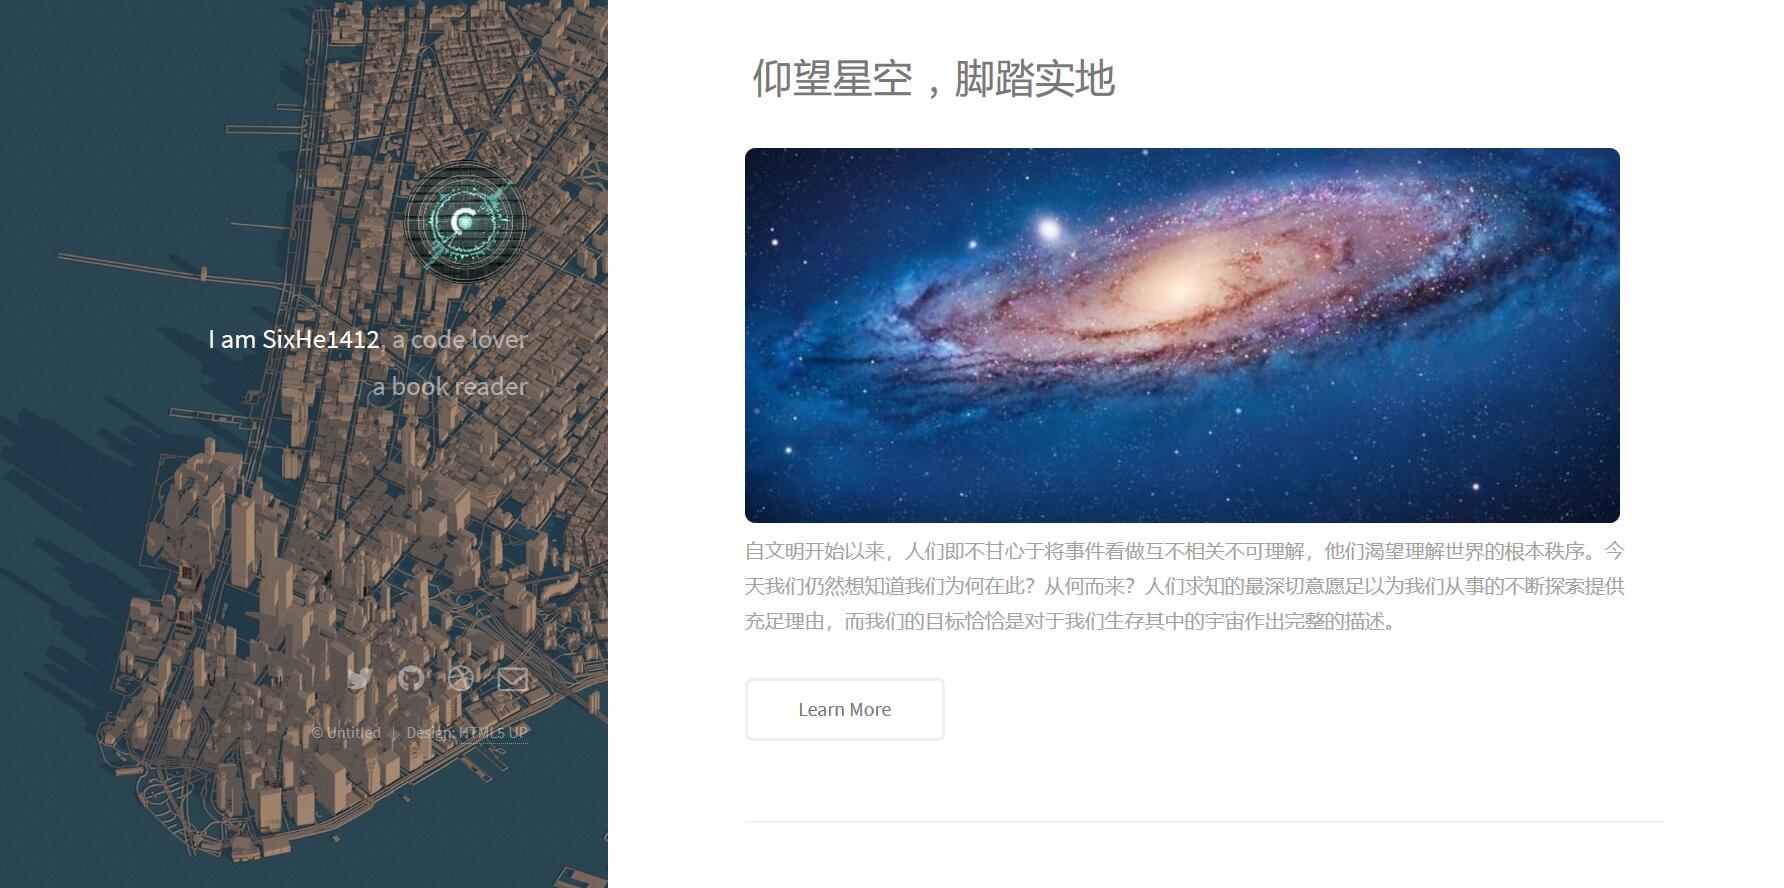 I am SixHe1412, a code lover
a book reader
© Untitled | Design: HTML5 UP
仰望星空，脚踏实地
自文明开始以来，人们即不甘心于将事件看做互不相关不可理解，他们渴望理解世界的根本秩序。今
天我们仍然想知道我们为何在此？从何而来？人们求知的最深切意愿足以为我们从事的不断探索提供
充足理由，而我们的目标恰恰是对于我们生存其中的宇宙作出完整的描述。
Learn More